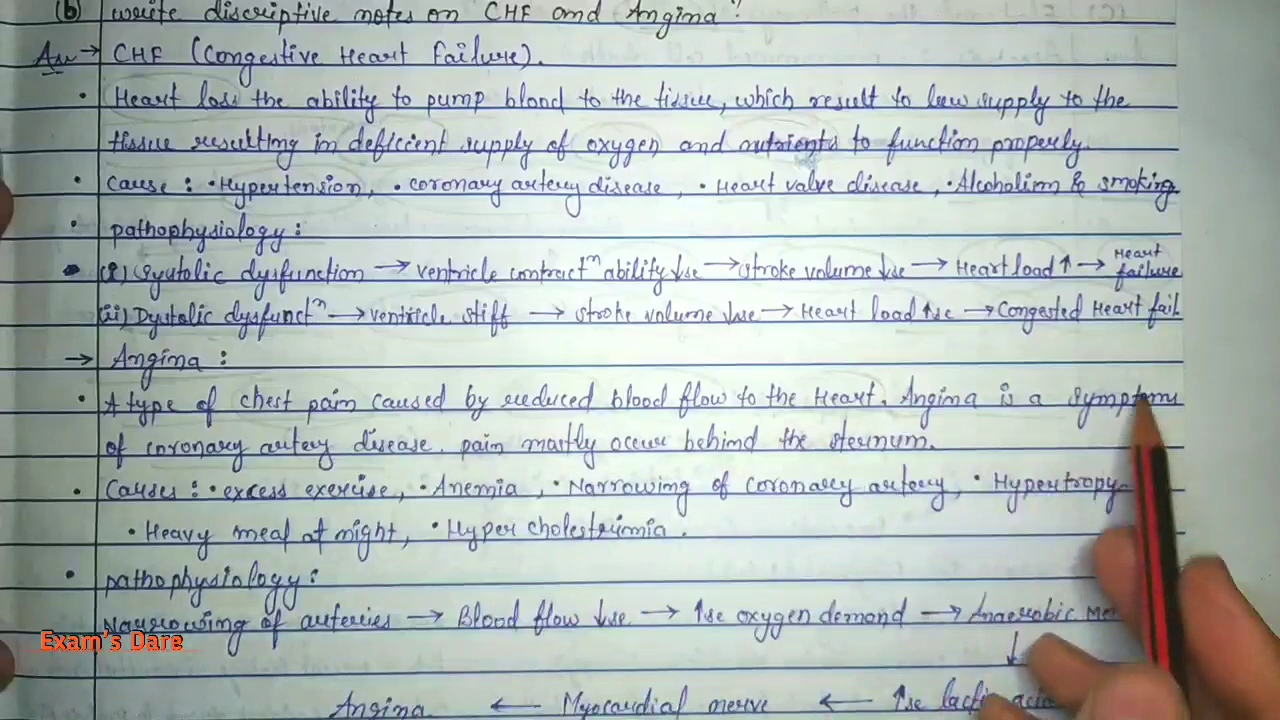 (b) write discriptive notes on CHF and Angina?
Ans → CHF (Congestive Heart Failure).
• Heart loss the ability to pump blood to the tissue, which result to low supply to the
tissue resulting in deficient supply of oxygen and nutrients to function properly.
• Cause : • Hypertension, • coronary artery disease, • Heart valve disease, • Alcoholism & smoking
• pathophysiology :
• (i) Systolic dysfunction → ventricle contractⁿ ability ↓se → stroke volume ↓se → Heart load ↑ → Heart failure
(ii) Dystolic dysfunctⁿ → ventricle stiff → stroke volume ↓se → Heart load ↑se → Congested Heart fail.
→ Angina :
• A type of chest pain caused by reduced blood flow to the Heart. Angina is a symptoms
of coronary artery disease. pain mostly occur behind the sternum.
• Causes : • excess exercise, • Anemia, • Narrowing of coronary artery, • Hypertropy
• Heavy meal at night, • Hyper cholestrimia.
• pathophysiology :
Narrowing of arteries → Blood flow ↓se → ↑se oxygen demand → Anaerobic
↓
Angina ← Myocardial nerve ← ↑se lactic acid
Exam's Dare